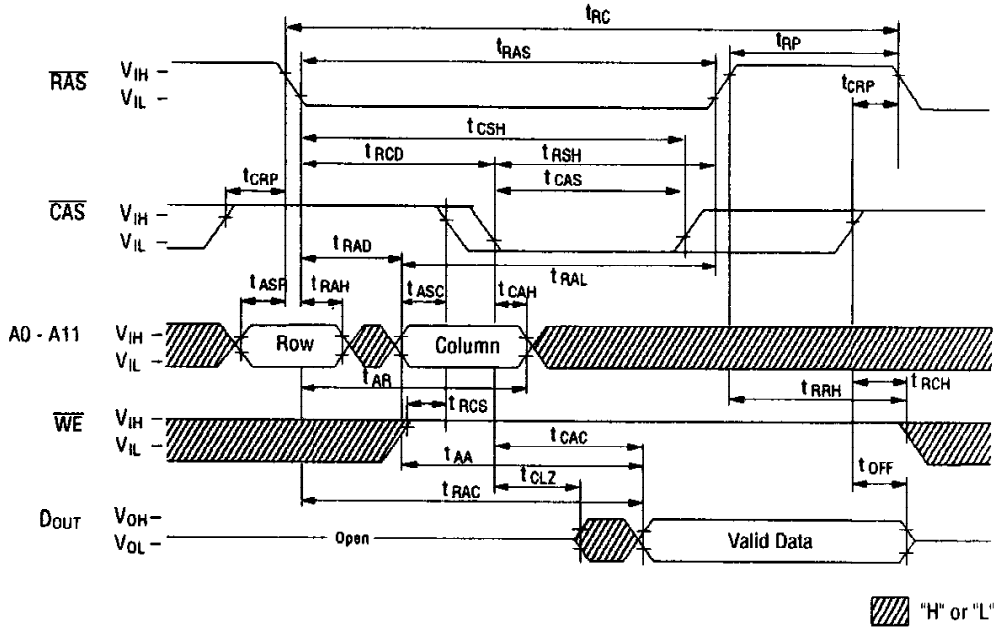 tRC
tRAS
tRP
RAS
VIH
VIL
tCRP
tCSH
tRCD
tRSH
tCRP
tCAS
CAS
VIH
VIL
tRAD
tRAL
tASR
tRAH
tASC
tCAH
A0 - A11
VIH
VIL
Row
Column
tAR
tRCS
tRRH
tRCH
WE
VIH
VIL
tCAC
tAA
tCLZ
tOFF
tRAC
DOUT
VOH
VOL
Open
Valid Data
"H" or "L"